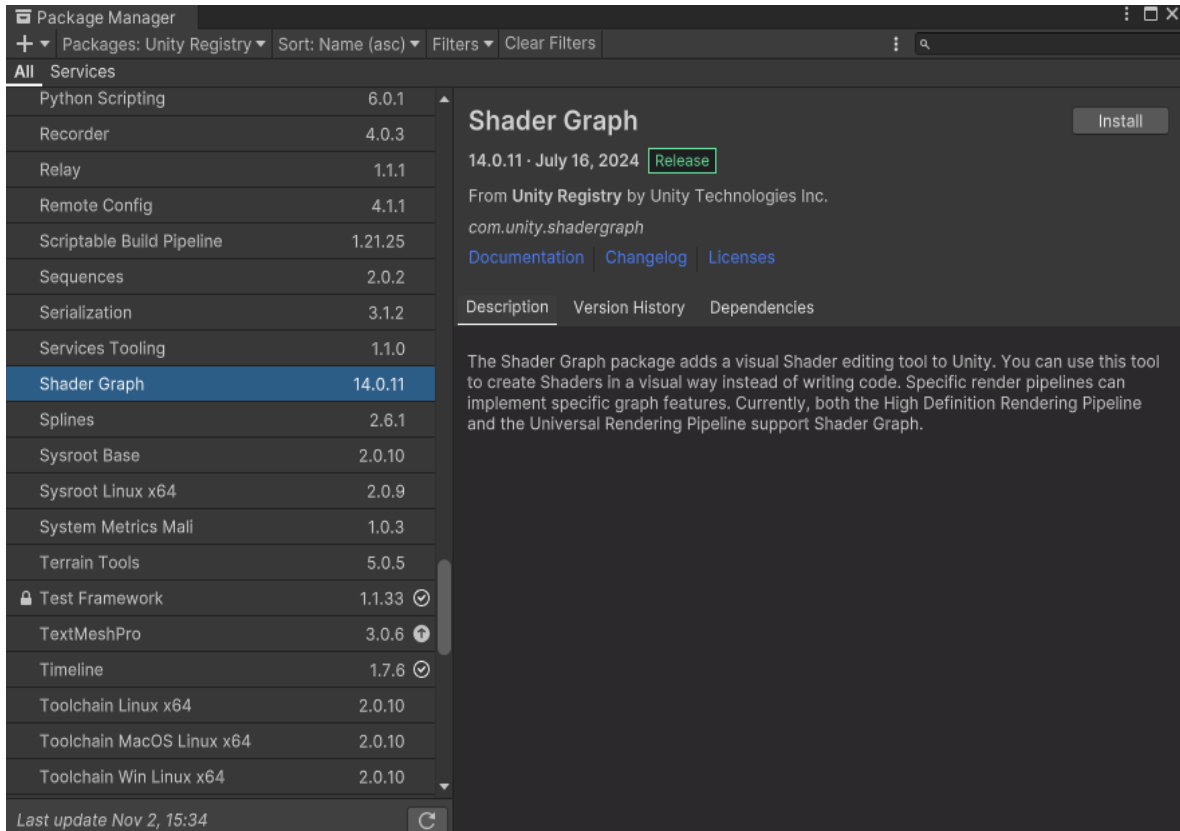 Package Manager
Packages: Unity Registry Sort: Name (asc) Filters Clear Filters
All Services
Python Scripting 6.0.1
Recorder 4.0.3
Relay 1.1.1
Remote Config 4.1.1
Scriptable Build Pipeline 1.21.25
Sequences 2.0.2
Serialization 3.1.2
Services Tooling 1.1.0
Shader Graph 14.0.11
Splines 2.6.1
Sysroot Base 2.0.10
Sysroot Linux x64 2.0.9
System Metrics Mali 1.0.3
Terrain Tools 5.0.5
Test Framework 1.1.33
TextMeshPro 3.0.6
Timeline 1.7.6
Toolchain Linux x64 2.0.10
Toolchain MacOS Linux x64 2.0.10
Toolchain Win Linux x64 2.0.10
Last update Nov 2, 15:34
Shader Graph
Install
14.0.11 · July 16, 2024 Release
From Unity Registry by Unity Technologies Inc.
com.unity.shadergraph
Documentation Changelog Licenses
Description Version History Dependencies
The Shader Graph package adds a visual Shader editing tool to Unity. You can use this tool
to create Shaders in a visual way instead of writing code. Specific render pipelines can
implement specific graph features. Currently, both the High Definition Rendering Pipeline
and the Universal Rendering Pipeline support Shader Graph.